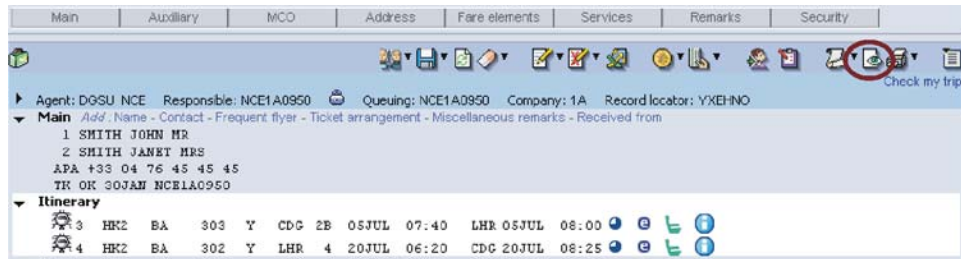 Main Auxiliary MCO Address Fare elements Services Remarks Security
Check my trip
Agent: DGSU NCE Responsible: NCE1A0950 Queuing: NCE1A0950 Company: 1A Record locator: YXEHNO
Main Add : Name - Contact - Frequent flyer - Ticket arrangement - Miscellaneous remarks - Received from
1 SMITH JOHN MR
2 SMITH JANET MRS
APA +33 04 76 45 45 45
TK OK 30JAN NCE1A0950
Itinerary
3 HK2 BA 303 Y CDG 2B 05JUL 07:40 LHR 05JUL 08:00
4 HK2 BA 302 Y LHR 4 20JUL 06:20 CDG 20JUL 08:25